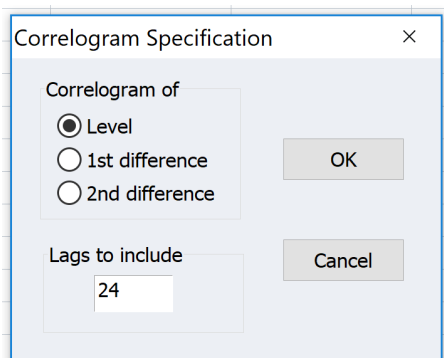 Correlogram Specification
Correlogram of
Level
1st difference
2nd difference
OK
Lags to include
24
Cancel